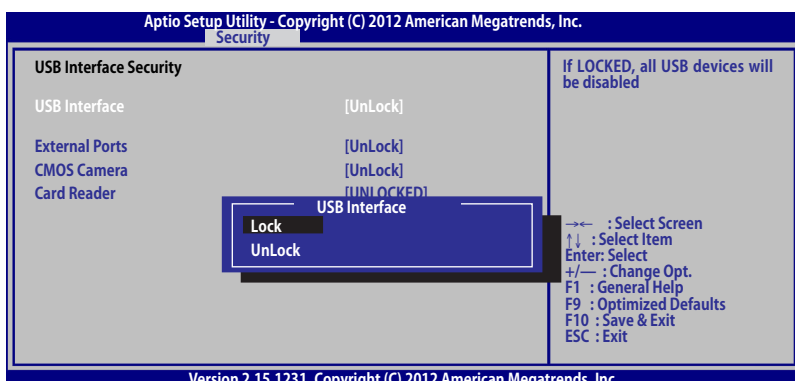 Aptio Setup Utility - Copyright (C) 2012 American Megatrends, Inc.
Security
USB Interface Security
USB Interface [UnLock]
External Ports [UnLock]
CMOS Camera [UnLock]
Card Reader [UNLOCKED]
USB Interface
Lock
UnLock
If LOCKED, all USB devices will
be disabled
→← : Select Screen
↑↓ : Select Item
Enter: Select
+/— : Change Opt.
F1 : General Help
F9 : Optimized Defaults
F10 : Save & Exit
ESC : Exit
Version 2.15.1231. Copyright (C) 2012 American Megatrends, Inc.